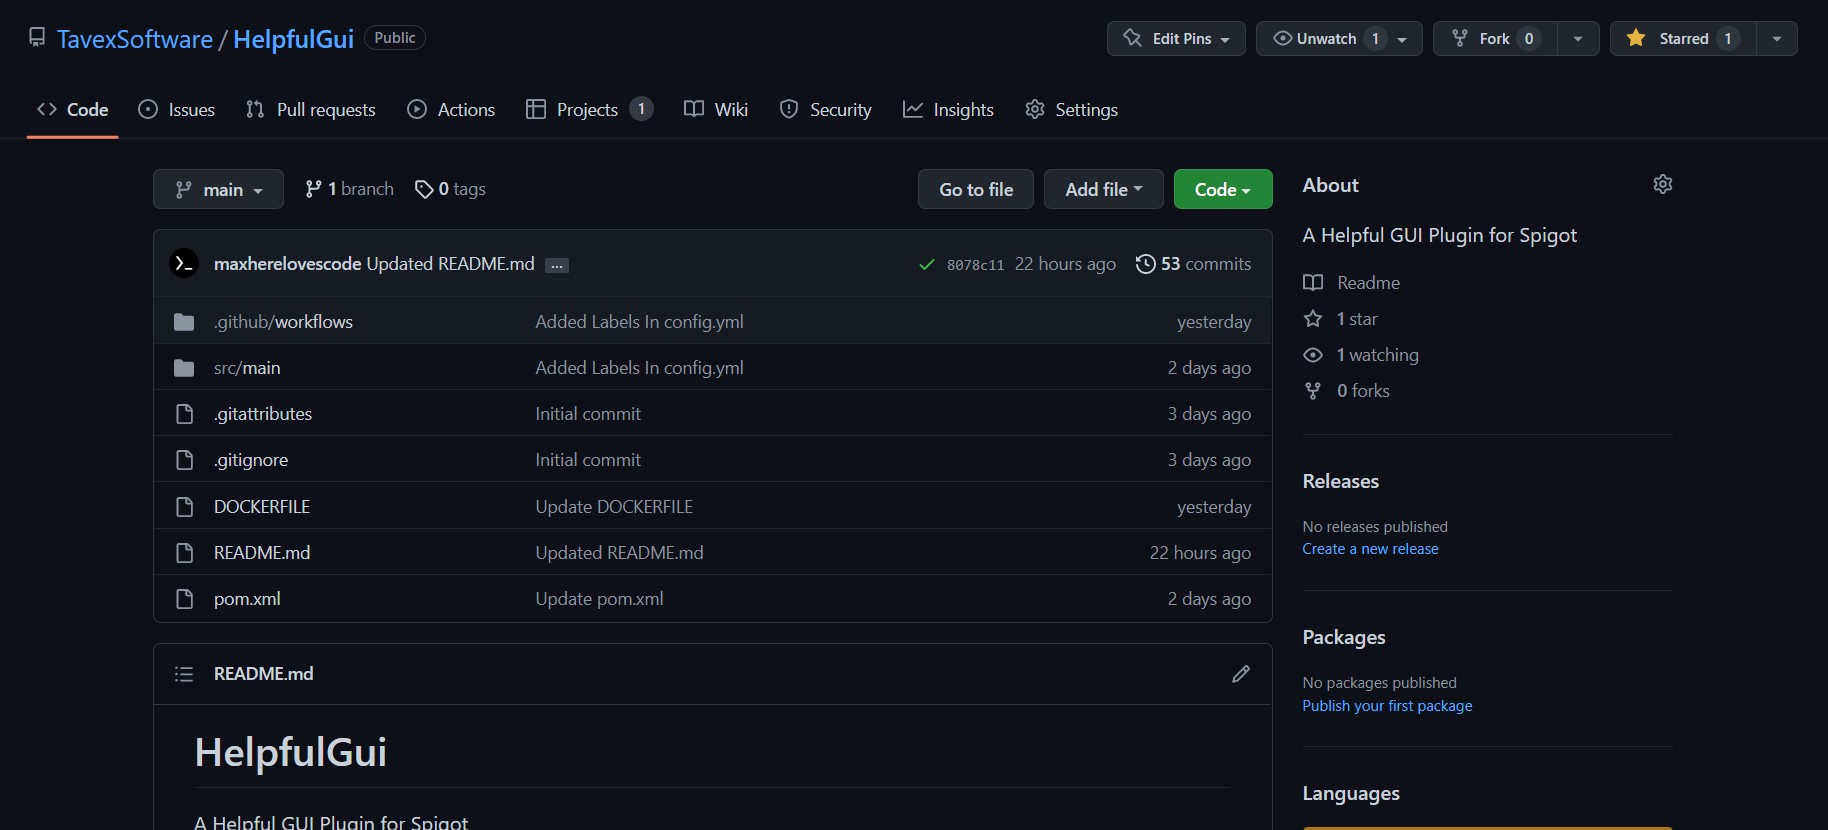 TavexSoftware / HelpfulGui Public
Edit Pins Unwatch 1 Fork 0 Starred 1
<> Code Issues Pull requests Actions Projects 1 Wiki Security Insights Settings
main 1 branch 0 tags Go to file Add file Code
maxherelovescode Updated README.md ... 8078c11 22 hours ago 53 commits
.github/workflows Added Labels In config.yml yesterday
src/main Added Labels In config.yml 2 days ago
.gitattributes Initial commit 3 days ago
.gitignore Initial commit 3 days ago
DOCKERFILE Update DOCKERFILE yesterday
README.md Updated README.md 22 hours ago
pom.xml Update pom.xml 2 days ago
README.md
HelpfulGui
A Helpful GUI Plugin for Spigot
About
A Helpful GUI Plugin for Spigot
Readme
1 star
1 watching
0 forks
Releases
No releases published
Create a new release
Packages
No packages published
Publish your first package
Languages